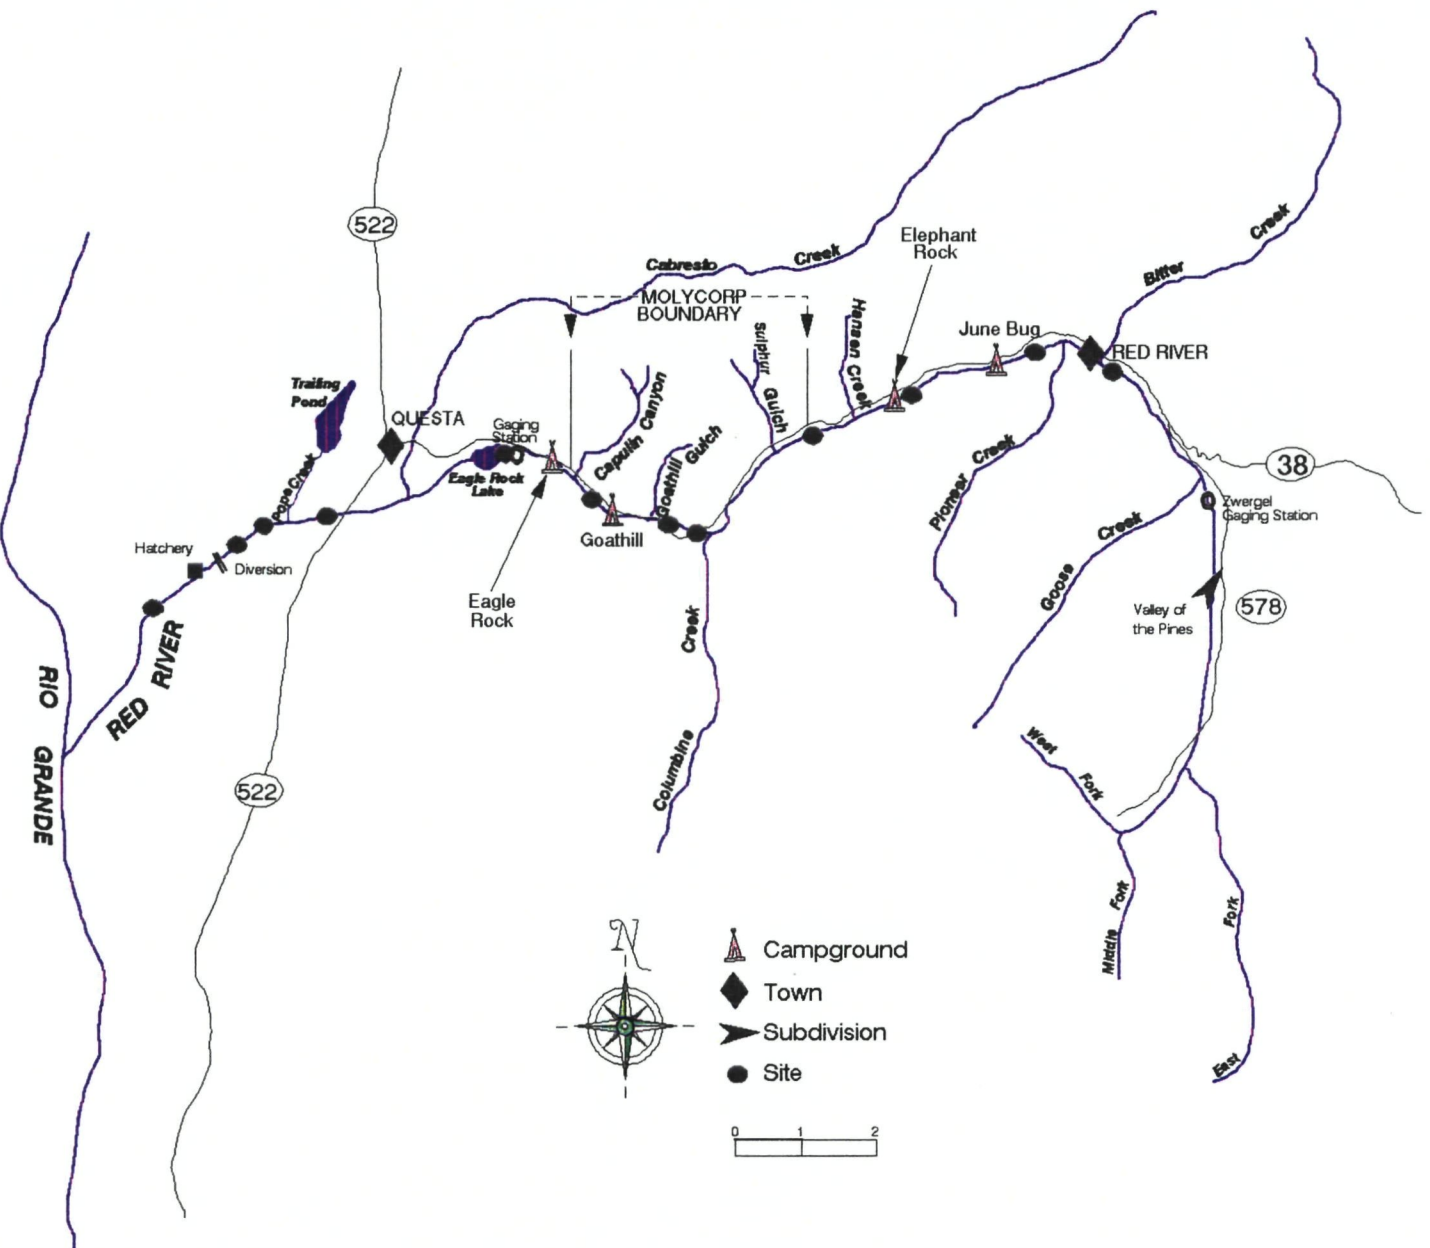 522
Elephant
Rock
Creek
Bitter
Cabresto
Creek
MOLYCORP
BOUNDARY
Hansen Creek
June Bug
RED RIVER
Sulphur
Gulch
Trailing
Pond
QUESTA
Gaging
Station
Capulin Canyon
Goathill
Gulch
Eagle Rock
Lake
Pope Creek
Pioneer
Creek
38
Zwergel
Gaging Station
Goose
Creek
Hatchery
Diversion
Goathill
Eagle
Rock
Valley of
the Pines
578
RED RIVER
RIO
GRANDE
Columbine
Creek
West
Fork
522
Middle
Fork
East
Fork
N
Campground
Town
Subdivision
Site
0 1 2